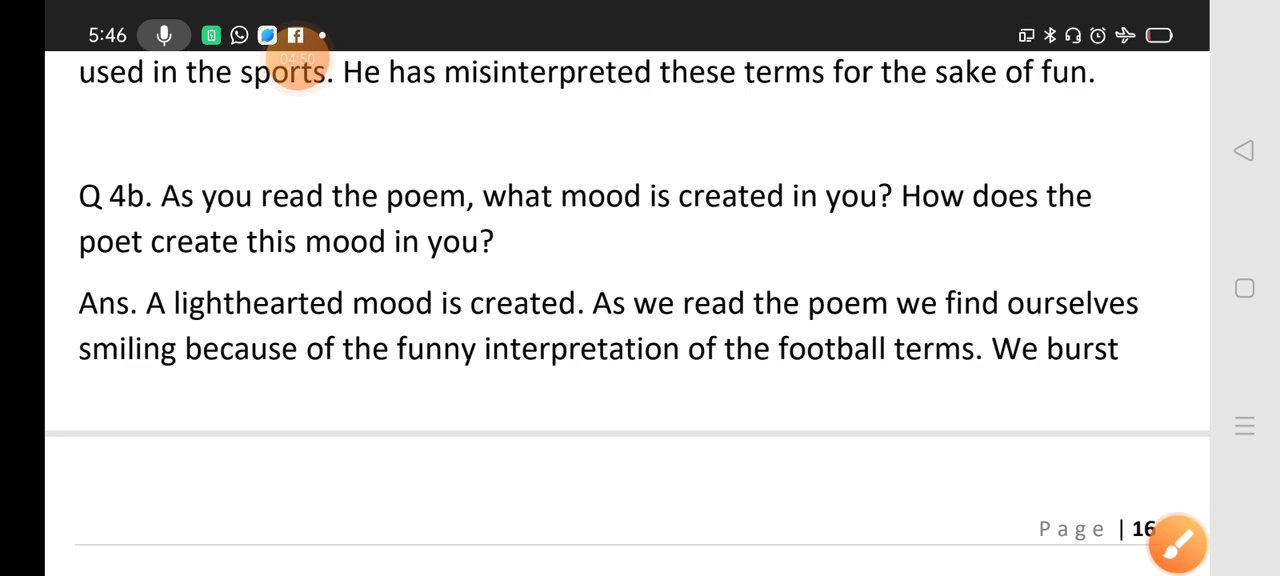 5:46
04:50
used in the sports. He has misinterpreted these terms for the sake of fun.
Q 4b. As you read the poem, what mood is created in you? How does the
poet create this mood in you?
Ans. A lighthearted mood is created. As we read the poem we find ourselves
smiling because of the funny interpretation of the football terms. We burst
Page | 16